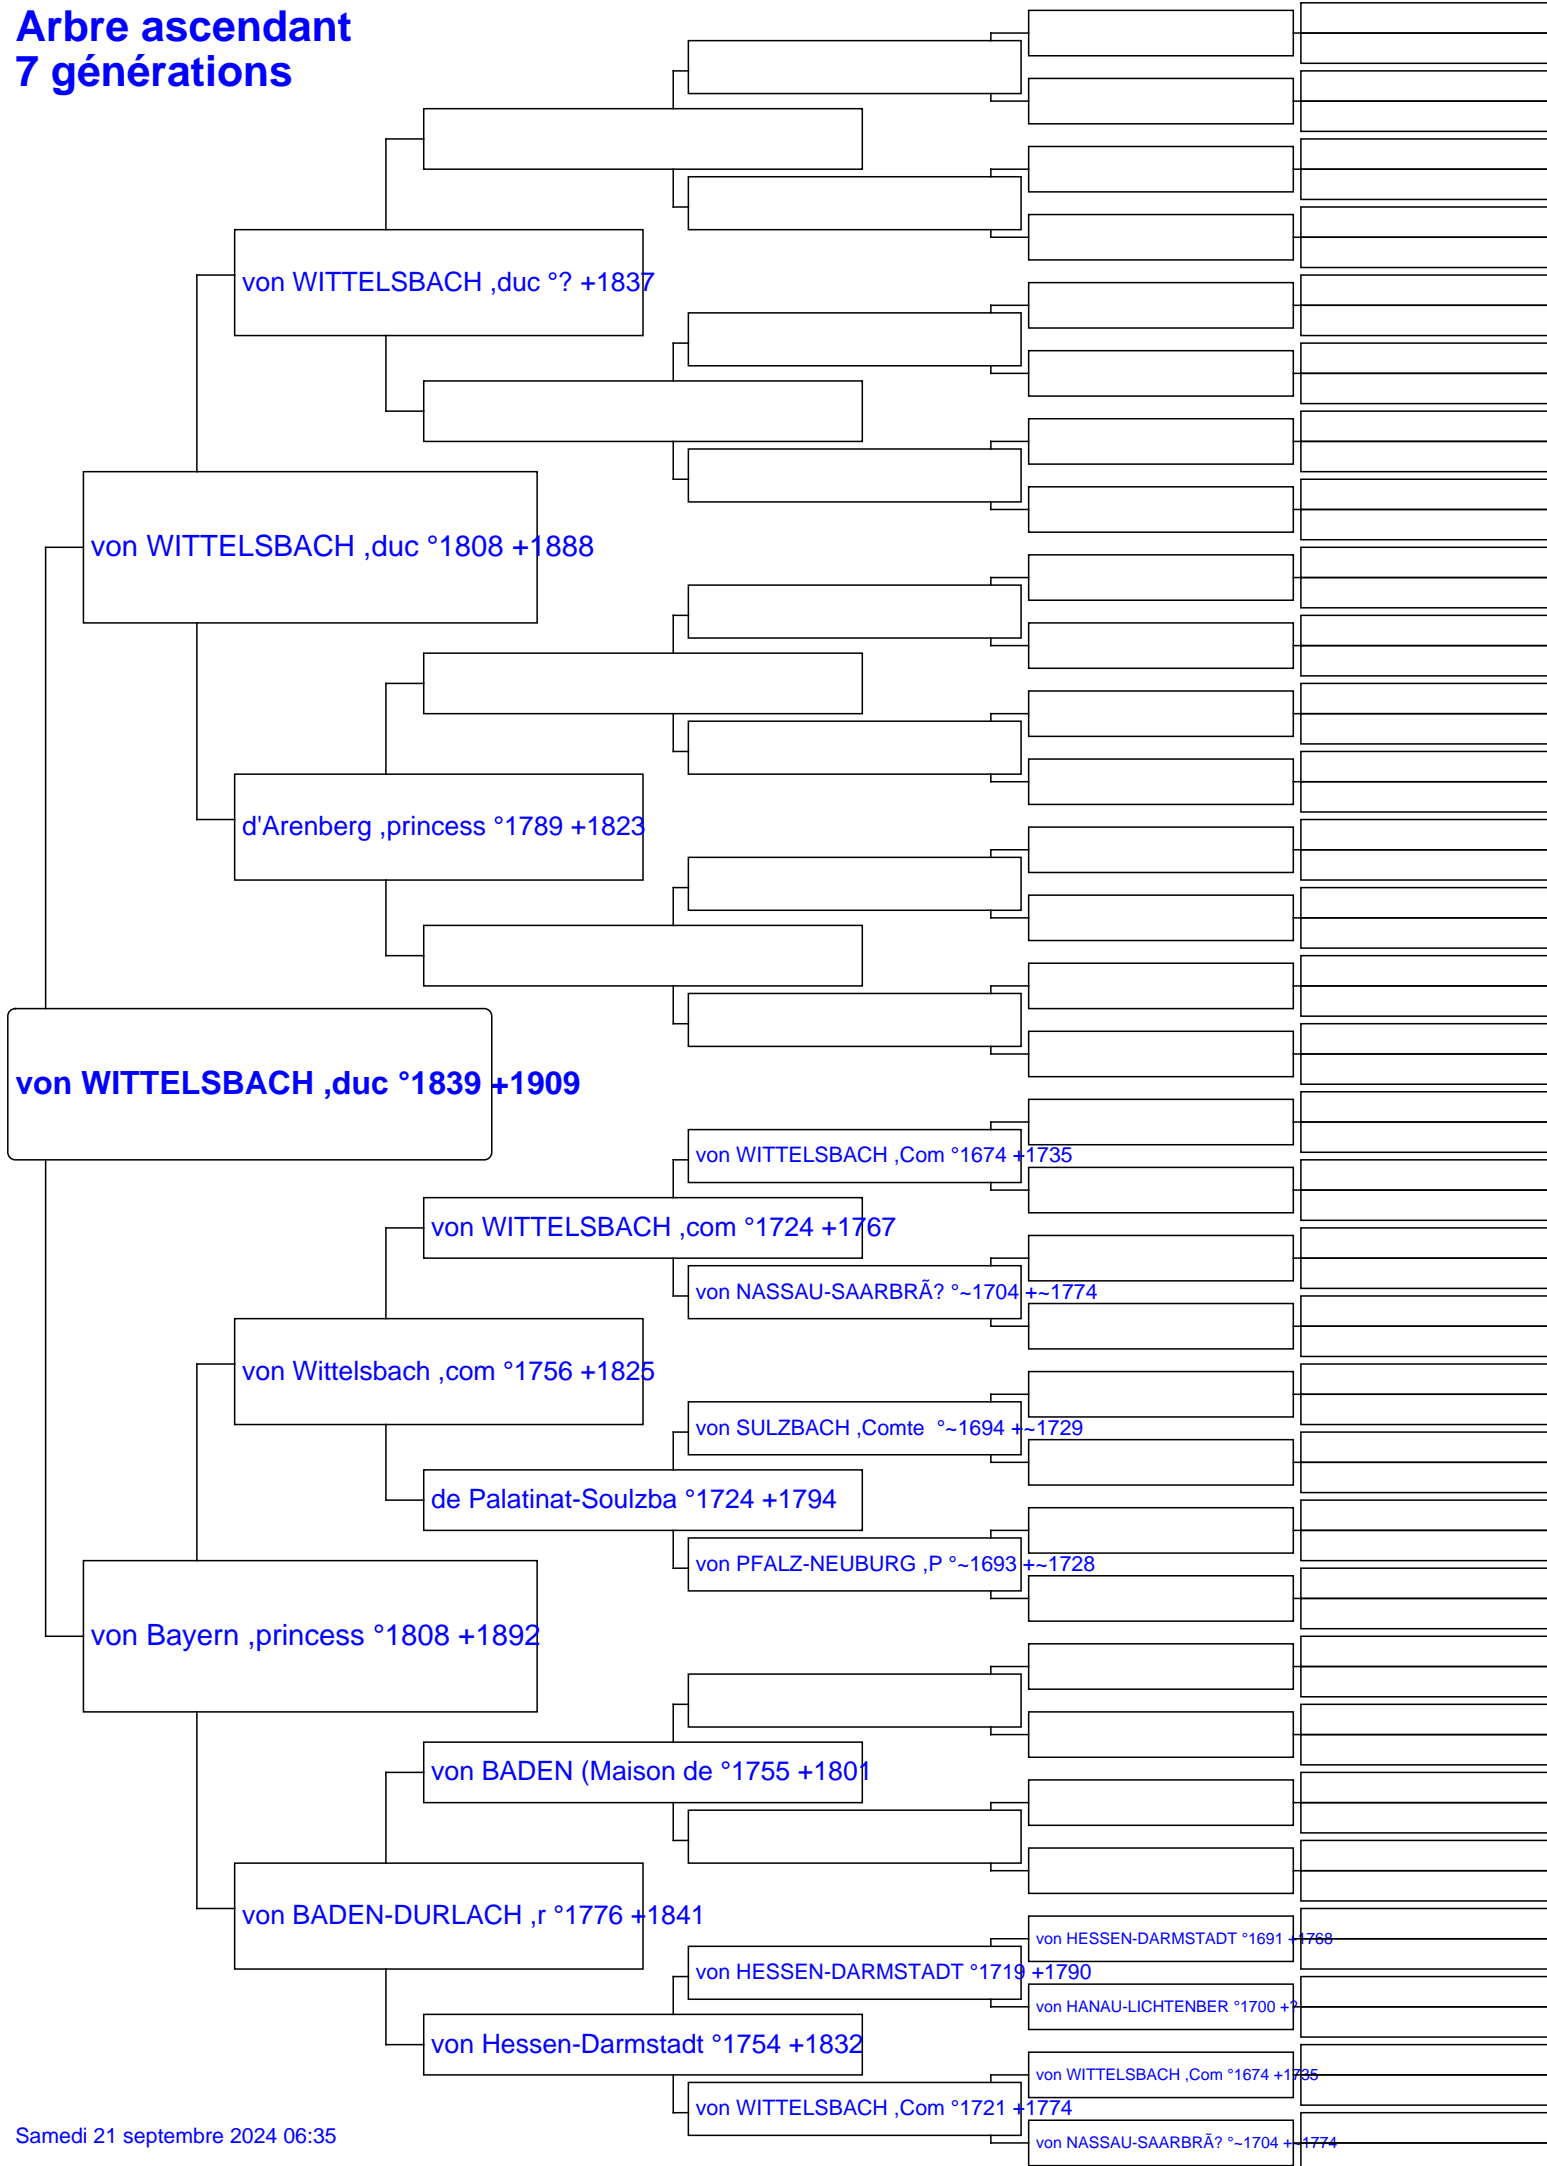 Arbre ascendant
7 générations
von WITTELSBACH ,duc °? +1837
von WITTELSBACH ,duc °1808 +1888
d'Arenberg ,princess °1789 +1823
von WITTELSBACH ,duc °1839 +1909
von WITTELSBACH ,Com °1674 +1735
von WITTELSBACH ,com °1724 +1767
von NASSAU-SAARBRÃ? °~1704 +~1774
von Wittelsbach ,com °1756 +1825
von SULZBACH ,Comte  °~1694 +~1729
de Palatinat-Soulzba °1724 +1794
von PFALZ-NEUBURG ,P °~1693 +~1728
von Bayern ,princess °1808 +1892
von BADEN (Maison de °1755 +1801
von BADEN-DURLACH ,r °1776 +1841
von HESSEN-DARMSTADT °1691 +1768
von HESSEN-DARMSTADT °1719 +1790
von HANAU-LICHTENBER °1700 +?
von Hessen-Darmstadt °1754 +1832
von WITTELSBACH ,Com °1674 +1735
von WITTELSBACH ,Com °1721 +1774
von NASSAU-SAARBRÃ? °~1704 +~1774
Samedi 21 septembre 2024 06:35